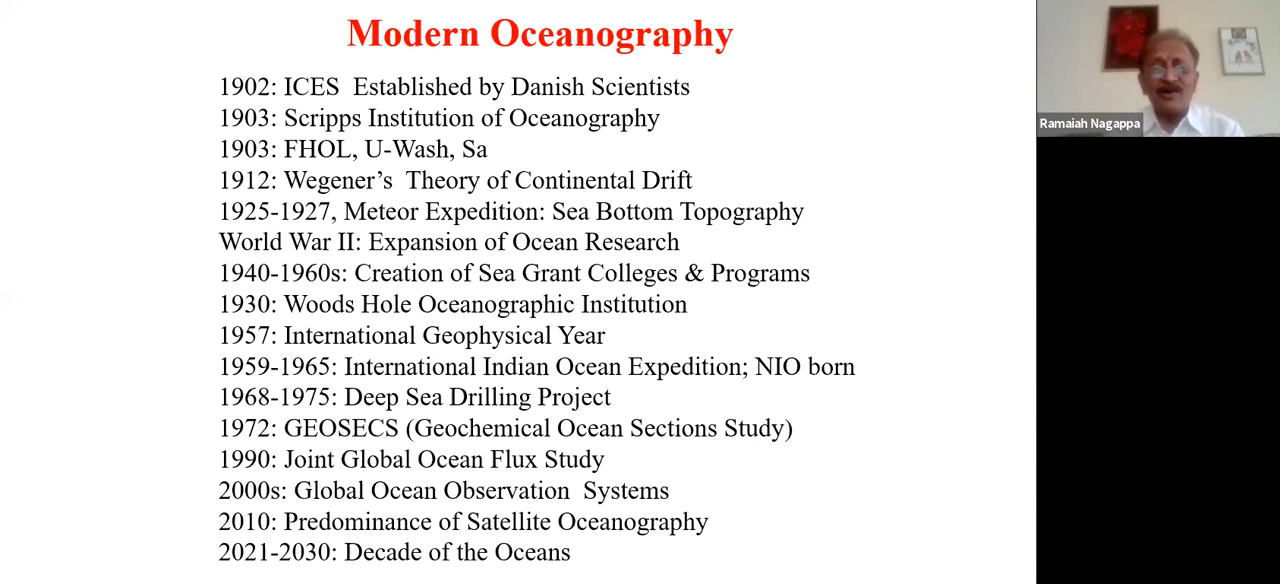 Modern Oceanography
1902: ICES Established by Danish Scientists
1903: Scripps Institution of Oceanography
1903: FHOL, U-Wash, Sa
1912: Wegener’s Theory of Continental Drift
1925-1927, Meteor Expedition: Sea Bottom Topography
World War II: Expansion of Ocean Research
1940-1960s: Creation of Sea Grant Colleges & Programs
1930: Woods Hole Oceanographic Institution
1957: International Geophysical Year
1959-1965: International Indian Ocean Expedition; NIO born
1968-1975: Deep Sea Drilling Project
1972: GEOSECS (Geochemical Ocean Sections Study)
1990: Joint Global Ocean Flux Study
2000s: Global Ocean Observation Systems
2010: Predominance of Satellite Oceanography
2021-2030: Decade of the Oceans
Ramaiah Nagappa